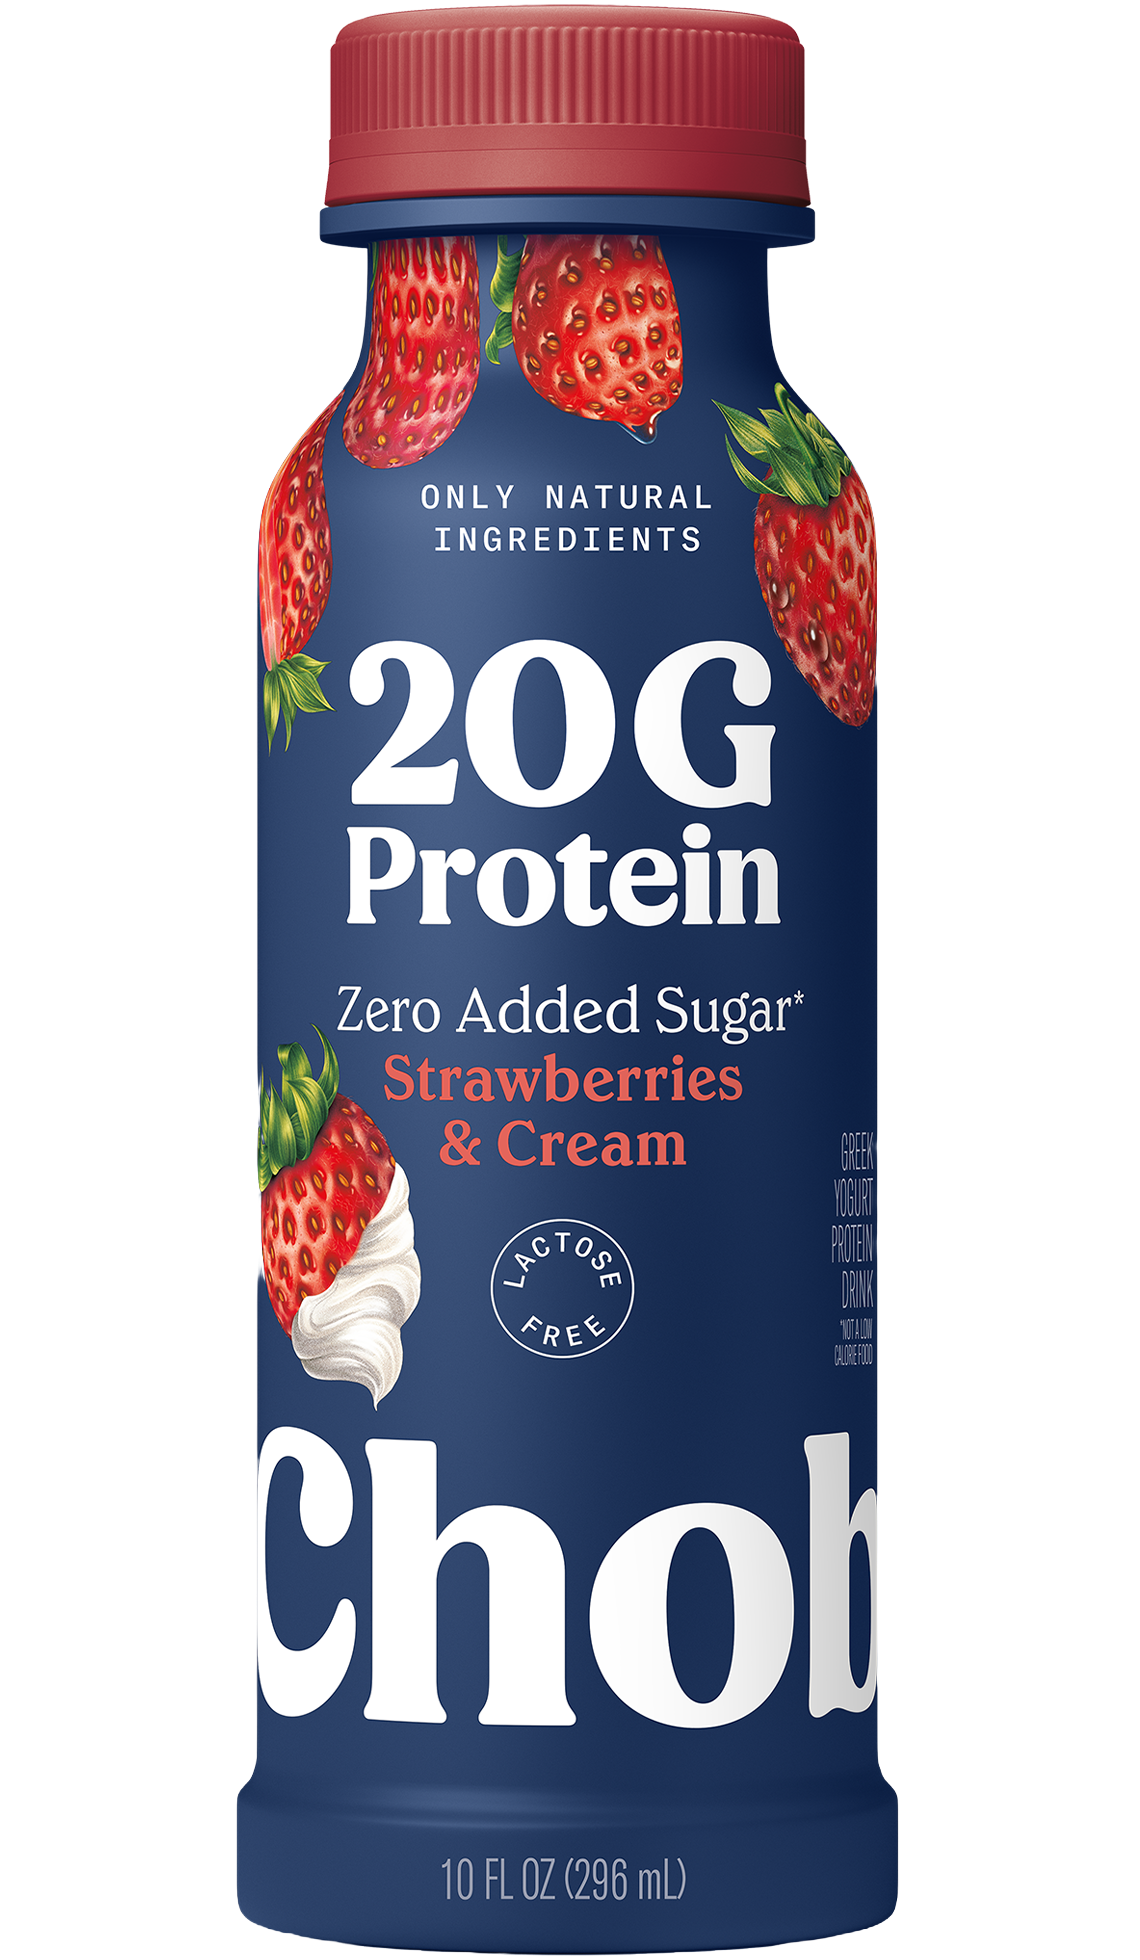 ONLY NATURAL
INGREDIENTS
20G
Protein
Zero Added Sugar*
Strawberries
& Cream
LACTOSE
FREE
GREEK
YOGURT
PROTEIN
DRINK
*NOT A LOW
CALORIE FOOD
Chob
10 FL OZ (296 mL)